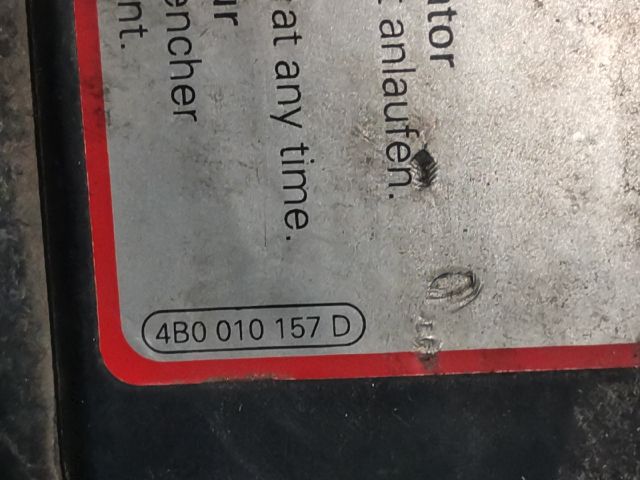 ator
anlaufen.
at any time.
ur
encher
nt.
4B0 010 157 D